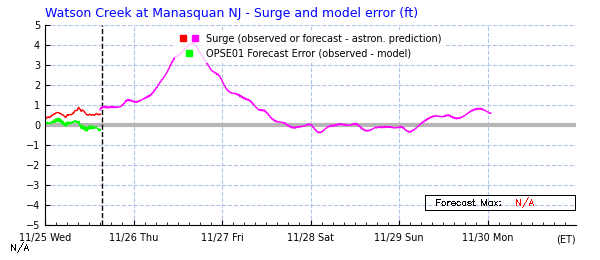 Watson Creek at Manasquan NJ - Surge and model error (ft)
5
Surge (observed or forecast - astron. prediction)
4
OPSE01 Forecast Error (observed - model)
3
2
1
0
−1
−2
−3
−4
Forecast Max: N/A
−5
11/25 Wed 11/26 Thu 11/27 Fri 11/28 Sat 11/29 Sun 11/30 Mon (ET)
N/A